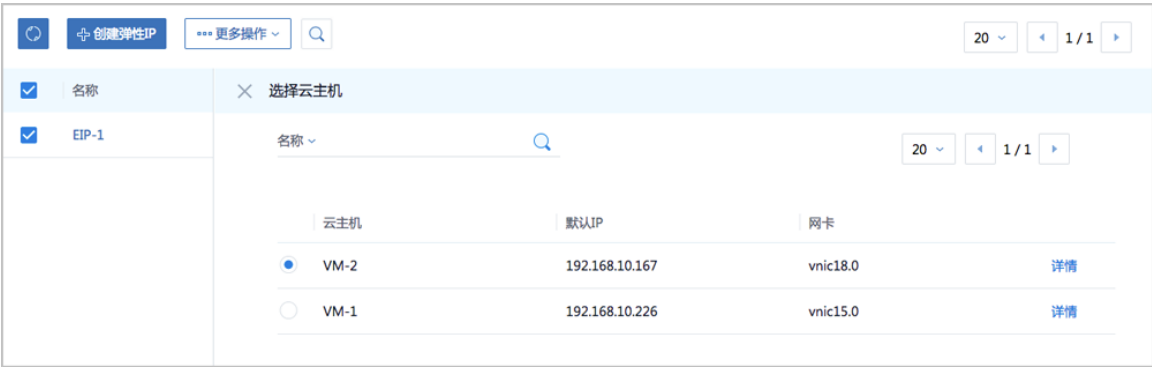 创建弹性IP 更多操作 20 1 / 1
名称 选择云主机
EIP-1 名称 20 1 / 1
云主机 默认IP 网卡
VM-2 192.168.10.167 vnic18.0 详情
VM-1 192.168.10.226 vnic15.0 详情